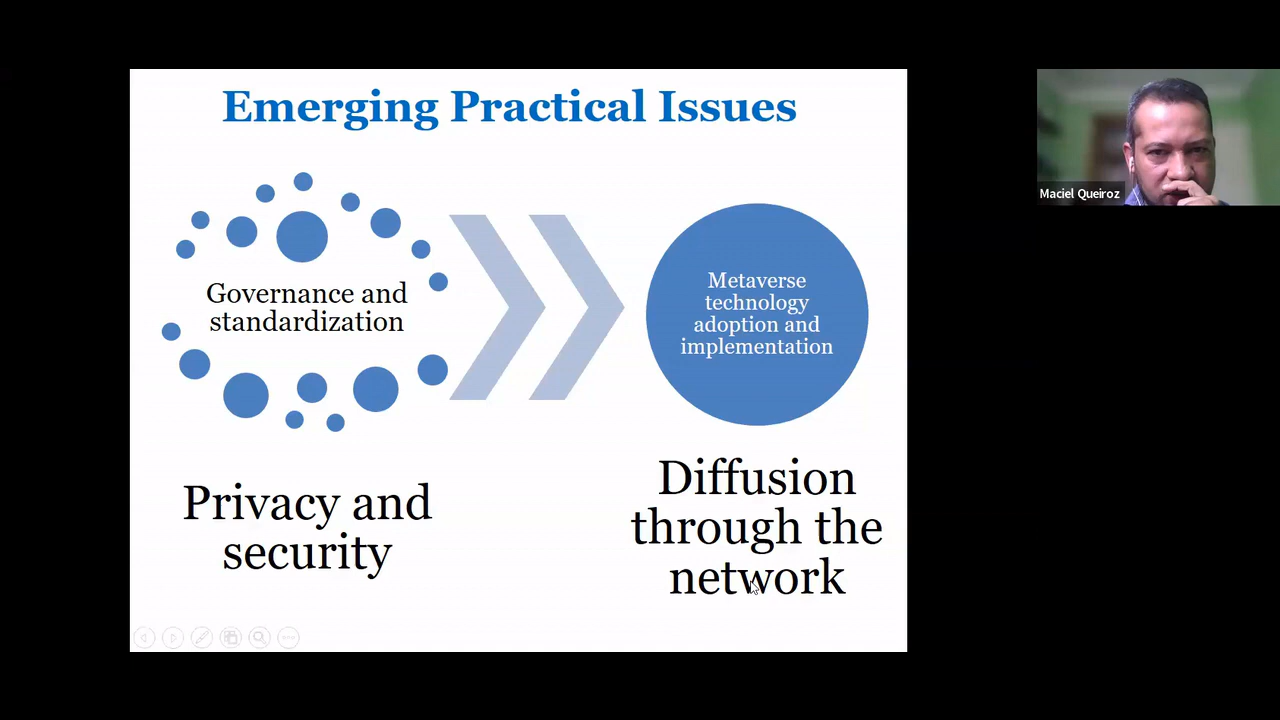 Emerging Practical Issues
Maciel Queiroz
Governance and
standardization
Metaverse
technology
adoption and
implementation
Privacy and
security
Diffusion
through the
network